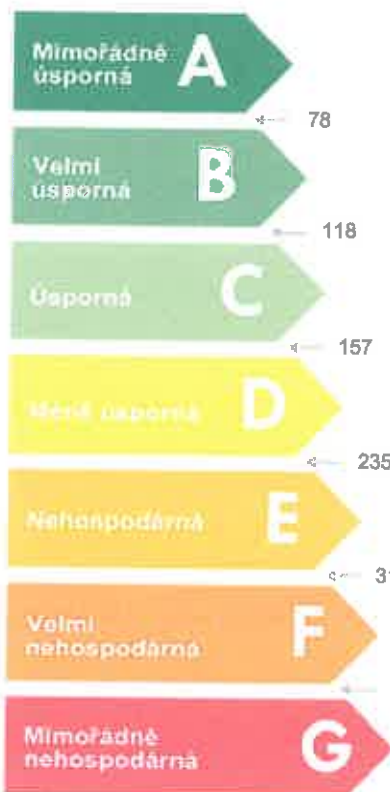 Mimořádně
úsporná A
78
Velmi
úsporná B
118
Úsporná C
157
Méně úsporná D
235
Nehospodárná E
Velmi
nehospodárná F
Mimořádně
nehospodárná G